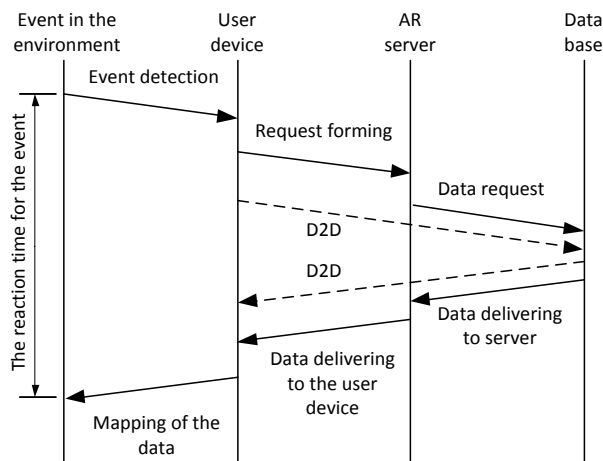 Event in the
environment
User
device
AR
server
Data
base
Event detection
Request forming
Data request
D2D
D2D
Data delivering
to server
Data delivering
to the user
device
Mapping of the
data
The reaction time for the event